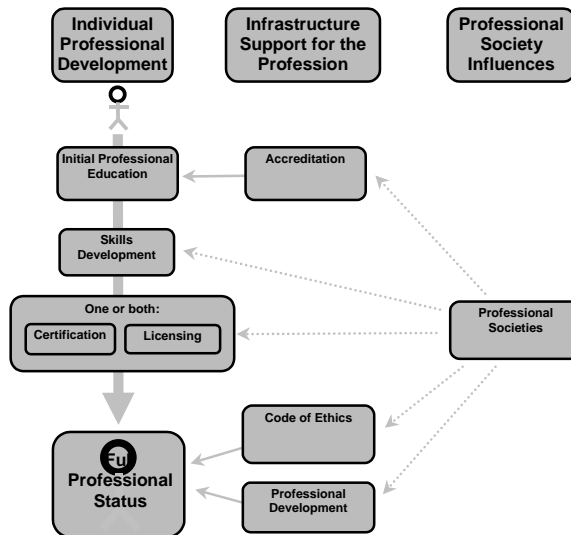 Individual
Professional
Development
Infrastructure
Support for the
Profession
Professional
Society
Influences
Initial Professional
Education
Accreditation
Skills
Development
One or both:
Certification
Licensing
Professional
Societies
Code of Ethics
Professional
Status
Professional
Development